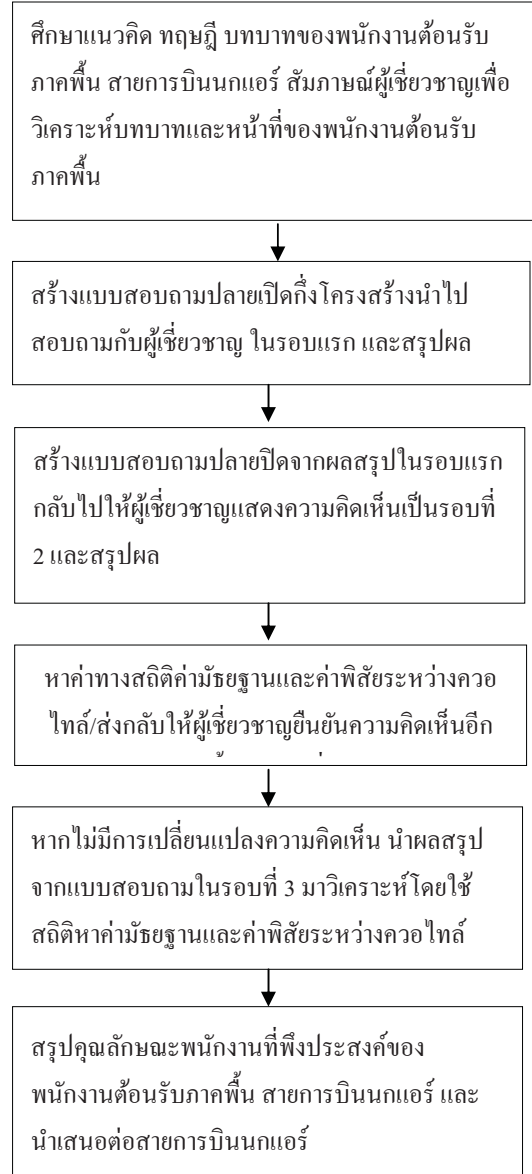 ศึกษาแนวคิด ทฤษฎี บทบาทของพนักงานต้อนรับ
ภาคพื้น สายการบินนกแอร์ สัมภาษณ์ผู้เชี่ยวชาญเพื่อ
วิเคราะห์บทบาทและหน้าที่ของพนักงานต้อนรับ
ภาคพื้น
สร้างแบบสอบถามปลายเปิดกึ่งโครงสร้างนำไป
สอบถามกับผู้เชี่ยวชาญ ในรอบแรก และสรุปผล
สร้างแบบสอบถามปลายปิดจากผลสรุปในรอบแรก
กลับไปให้ผู้เชี่ยวชาญแสดงความคิดเห็นเป็นรอบที่
2 และสรุปผล
หาค่าทางสถิติค่ามัธยฐานและค่าพิสัยระหว่างควอ
ไทล์/ส่งกลับให้ผู้เชี่ยวชาญยืนยันความคิดเห็นอีก
หากไม่มีการเปลี่ยนแปลงความคิดเห็น นำผลสรุป
จากแบบสอบถามในรอบที่ 3 มาวิเคราะห์โดยใช้
สถิติหาค่ามัธยฐานและค่าพิสัยระหว่างควอไทล์
สรุปคุณลักษณะพนักงานที่พึงประสงค์ของ
พนักงานต้อนรับภาคพื้น สายการบินนกแอร์ และ
นำเสนอต่อสายการบินนกแอร์